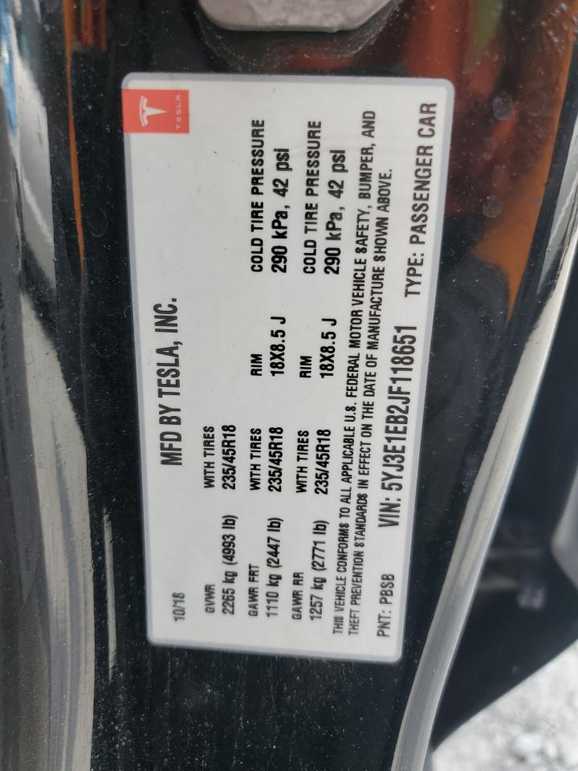 TESLA
MFD BY TESLA, INC.
10/18
GVWR WITH TIRES
2265 kg (4993 lb) 235/45R18
GAWR FRT WITH TIRES RIM COLD TIRE PRESSURE
1110 kg (2447 lb) 235/45R18 18X8.5 J 290 kPa, 42 psi
GAWR RR WITH TIRES RIM COLD TIRE PRESSURE
1257 kg (2771 lb) 235/45R18 18X8.5 J 290 kPa, 42 psi
THIS VEHICLE CONFORMS TO ALL APPLICABLE U.S. FEDERAL MOTOR VEHICLE SAFETY, BUMPER, AND
THEFT PREVENTION STANDARDS IN EFFECT ON THE DATE OF MANUFACTURE SHOWN ABOVE.
PNT: PBSB VIN: 5YJ3E1EB2JF118651 TYPE: PASSENGER CAR